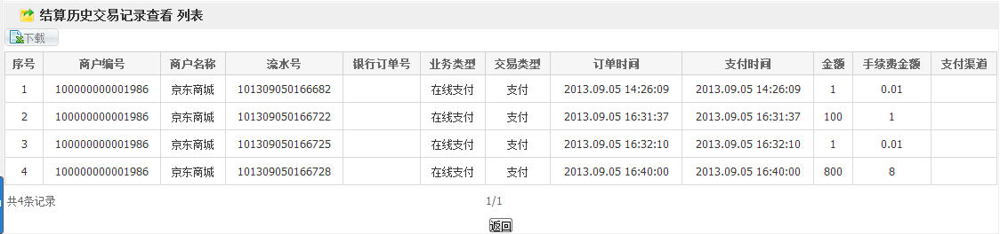 结算历史交易记录查看 列表
下载
序号 商户编号 商户名称 流水号 银行订单号 业务类型 交易类型 订单时间 支付时间 金额 手续费金额 支付渠道
1 100000000001986 京东商城 101309050166682 在线支付 支付 2013.09.05 14:26:09 2013.09.05 14:26:09 1 0.01
2 100000000001986 京东商城 101309050166722 在线支付 支付 2013.09.05 16:31:37 2013.09.05 16:31:37 100 1
3 100000000001986 京东商城 101309050166725 在线支付 支付 2013.09.05 16:32:10 2013.09.05 16:32:10 1 0.01
4 100000000001986 京东商城 101309050166728 在线支付 支付 2013.09.05 16:40:00 2013.09.05 16:40:00 800 8
共4条记录 1/1
返回